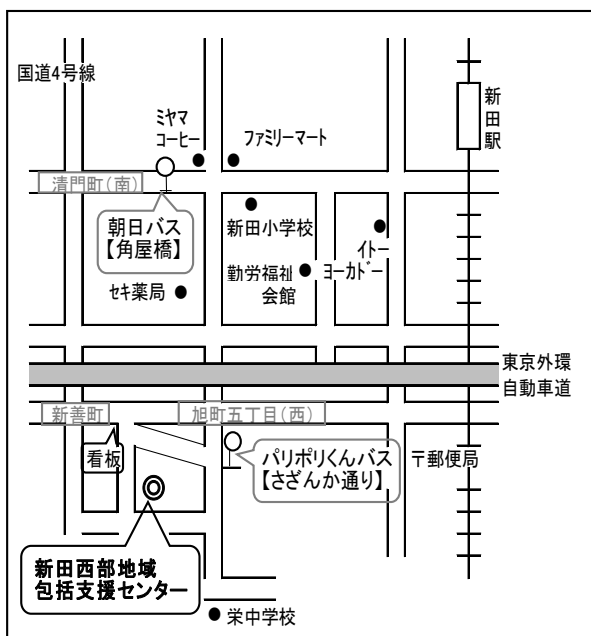 国道4号線
ミヤマ
コーヒー
ファミリーマート
新田駅
清門町(南)
朝日バス
【角屋橋】
新田小学校
イトー
ヨーカドー
勤労福祉
会館
セキ薬局
東京外環
自動車道
新善町
旭町五丁目(西)
看板
パリポリくんバス
【さざんか通り】
〒郵便局
新田西部地域
包括支援センター
栄中学校